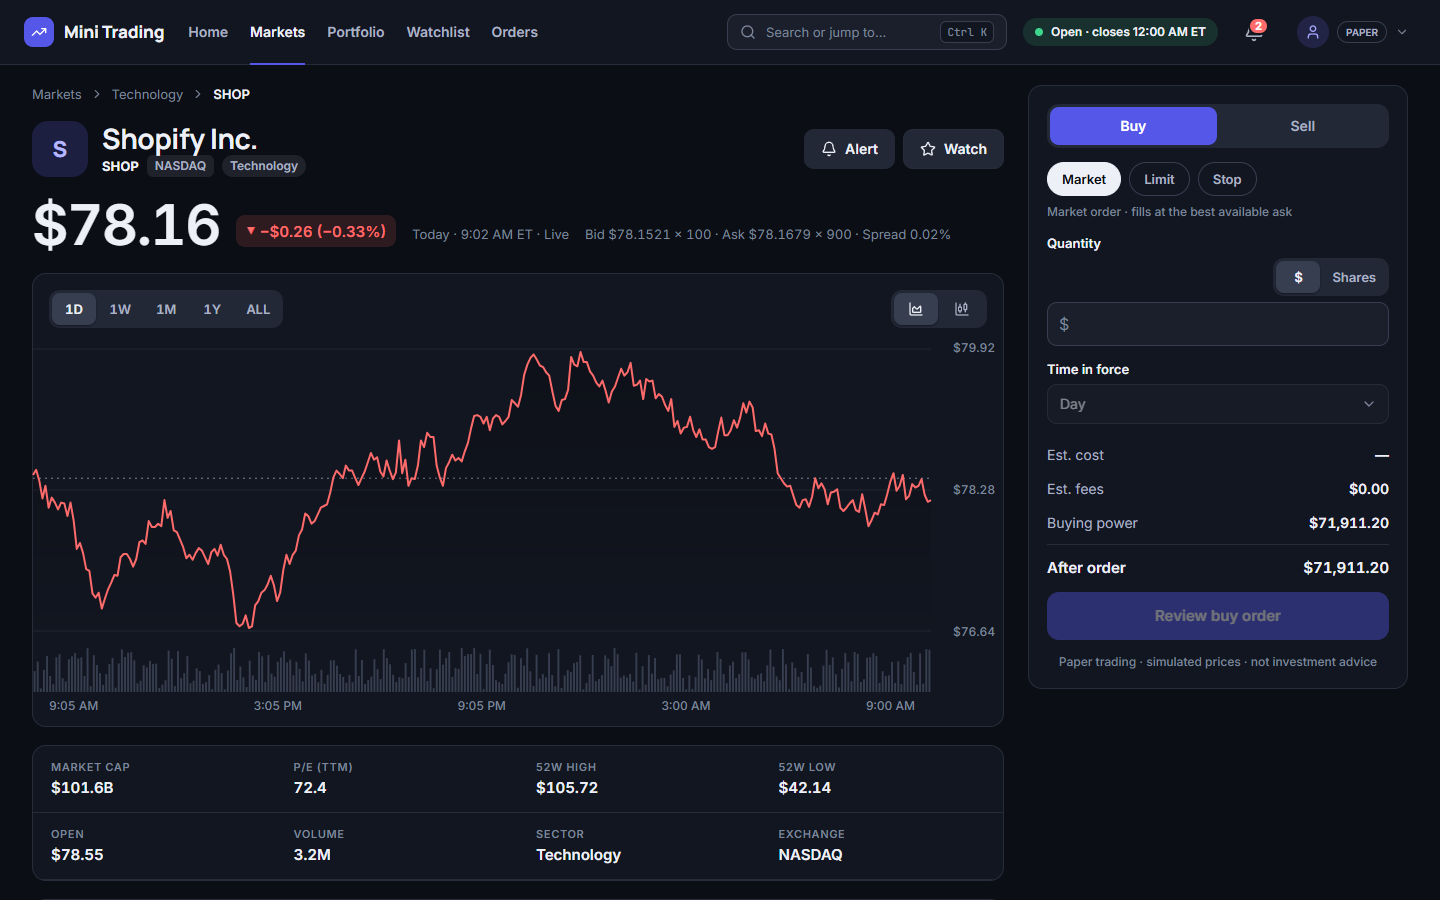 Mini Trading Home Markets Portfolio Watchlist Orders Search or jump to... Ctrl K Open · closes 12:00 AM ET 2 PAPER
Markets > Technology > SHOP
S
Shopify Inc.
SHOP NASDAQ Technology
Alert Watch
$78.16 ▼ −$0.26 (−0.33%) Today · 9:02 AM ET · Live Bid $78.1521 × 100 · Ask $78.1679 × 900 · Spread 0.02%
1D 1W 1M 1Y ALL
$79.92
$78.28
$76.64
9:05 AM 3:05 PM 9:05 PM 3:00 AM 9:00 AM
MARKET CAP P/E (TTM) 52W HIGH 52W LOW
$101.6B 72.4 $105.72 $42.14
OPEN VOLUME SECTOR EXCHANGE
$78.55 3.2M Technology NASDAQ
Buy Sell
Market Limit Stop
Market order · fills at the best available ask
Quantity
$ Shares
$
Time in force
Day
Est. cost —
Est. fees $0.00
Buying power $71,911.20
After order $71,911.20
Review buy order
Paper trading · simulated prices · not investment advice